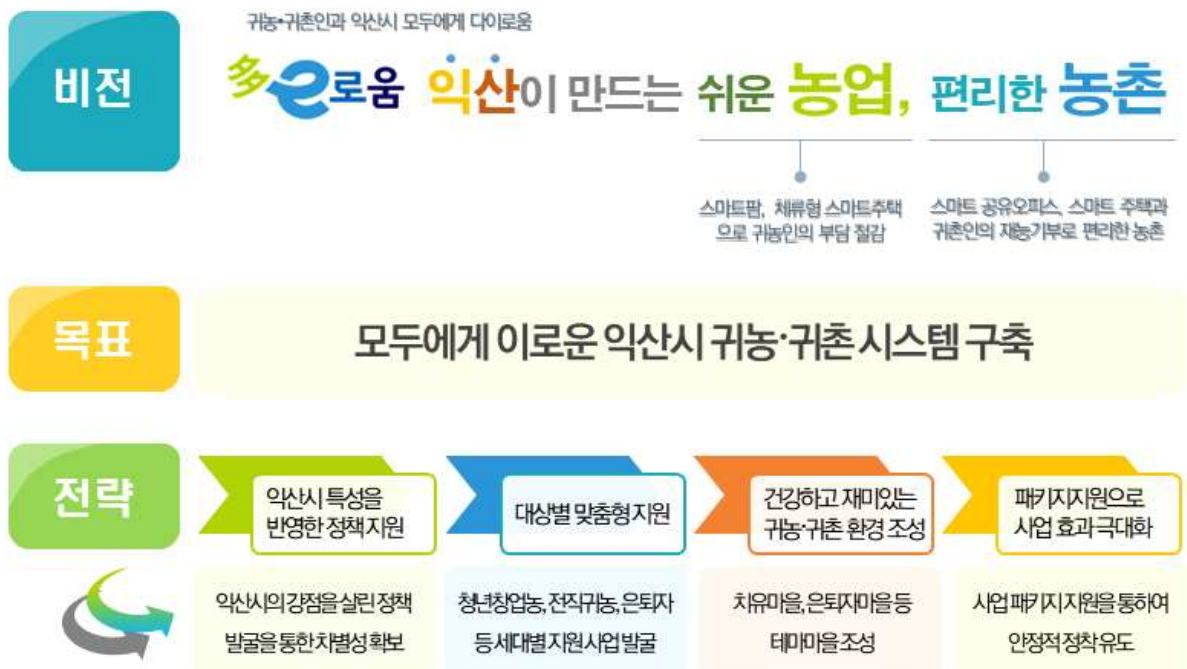 귀농•귀촌인과 익산시 모두에게 다이로움
비전
多e로움 익산이 만드는 쉬운 농업, 편리한 농촌
스마트팜, 체류형 스마트주택
으로 귀농인의 부담 절감
스마트 공유오피스, 스마트 주택과
귀촌인의 재능기부로 편리한 농촌
목표
모두에게 이로운 익산시 귀농·귀촌 시스템 구축
전략
익산시 특성을
반영한 정책 지원
대상별 맞춤형 지원
건강하고 재미있는
귀농·귀촌 환경 조성
패키지지원으로
사업 효과 극대화
익산시의 강점을 살린 정책
발굴을 통한 차별성 확보
청년창업농, 전직귀농, 은퇴자
등 세대별 지원 사업 발굴
치유마을, 은퇴자마을 등
테마마을 조성
사업 패키지 지원을 통하여
안정적 정착 유도